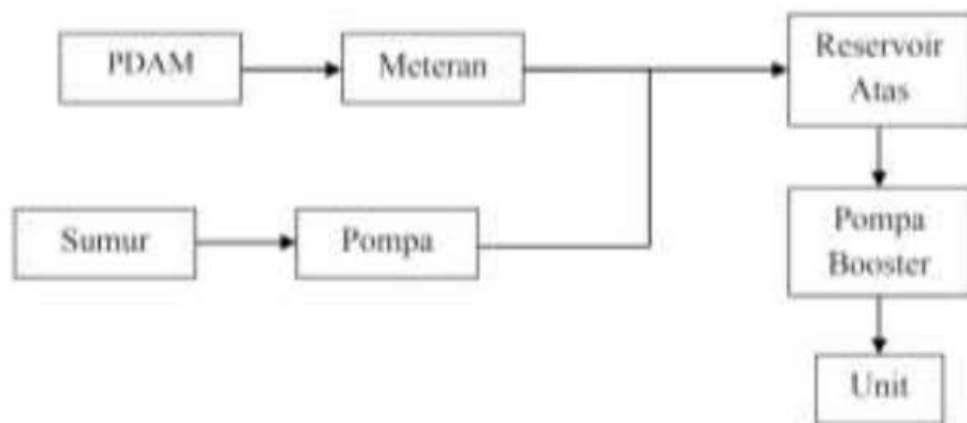 PDAM
Meteran
Reservoir
Atas
Sumur
Pompa
Pompa
Booster
Unit